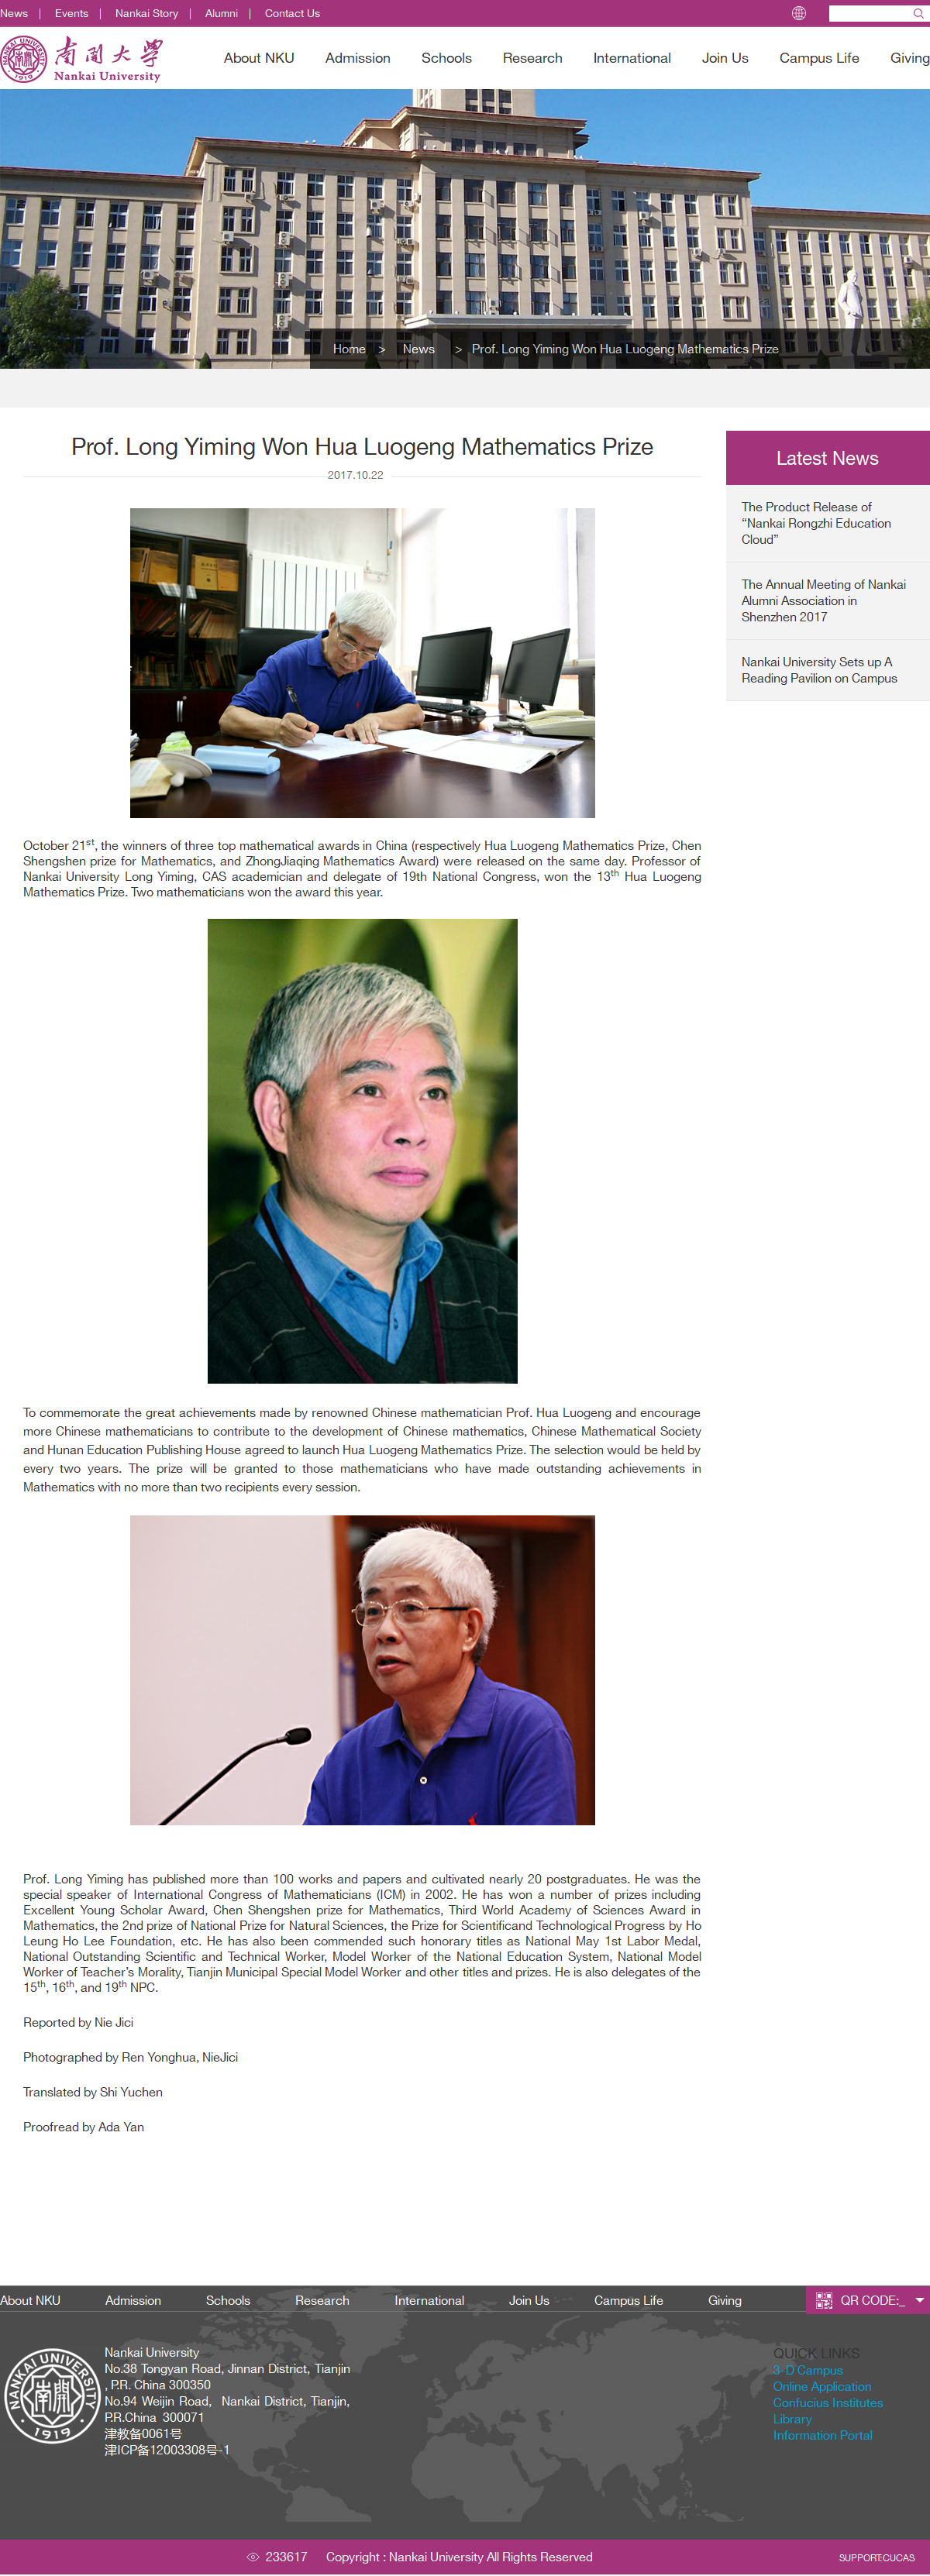 News | Events | Nankai Story | Alumni | Contact Us
NANKAI UNIVERSITY
1919
南開大學
Nankai University
About NKU Admission Schools Research International Join Us Campus Life Giving
Home > News > Prof. Long Yiming Won Hua Luogeng Mathematics Prize
Prof. Long Yiming Won Hua Luogeng Mathematics Prize
2017.10.22
October 21st, the winners of three top mathematical awards in China (respectively Hua Luogeng Mathematics Prize, Chen
Shengshen prize for Mathematics, and ZhongJiaqing Mathematics Award) were released on the same day. Professor of
Nankai University Long Yiming, CAS academician and delegate of 19th National Congress, won the 13th Hua Luogeng
Mathematics Prize. Two mathematicians won the award this year.
To commemorate the great achievements made by renowned Chinese mathematician Prof. Hua Luogeng and encourage
more Chinese mathematicians to contribute to the development of Chinese mathematics, Chinese Mathematical Society
and Hunan Education Publishing House agreed to launch Hua Luogeng Mathematics Prize. The selection would be held by
every two years. The prize will be granted to those mathematicians who have made outstanding achievements in
Mathematics with no more than two recipients every session.
Prof. Long Yiming has published more than 100 works and papers and cultivated nearly 20 postgraduates. He was the
special speaker of International Congress of Mathematicians (ICM) in 2002. He has won a number of prizes including
Excellent Young Scholar Award, Chen Shengshen prize for Mathematics, Third World Academy of Sciences Award in
Mathematics, the 2nd prize of National Prize for Natural Sciences, the Prize for Scientificand Technological Progress by Ho
Leung Ho Lee Foundation, etc. He has also been commended such honorary titles as National May 1st Labor Medal,
National Outstanding Scientific and Technical Worker, Model Worker of the National Education System, National Model
Worker of Teacher’s Morality, Tianjin Municipal Special Model Worker and other titles and prizes. He is also delegates of the
15th, 16th, and 19th NPC.
Reported by Nie Jici
Photographed by Ren Yonghua, NieJici
Translated by Shi Yuchen
Proofread by Ada Yan
Latest News
The Product Release of
“Nankai Rongzhi Education
Cloud”
The Annual Meeting of Nankai
Alumni Association in
Shenzhen 2017
Nankai University Sets up A
Reading Pavilion on Campus
About NKU Admission Schools Research International Join Us Campus Life Giving QR CODE:_
NANKAI UNIVERSITY
1919
Nankai University
No.38 Tongyan Road, Jinnan District, Tianjin
, P.R. China 300350
No.94 Weijin Road, Nankai District, Tianjin,
P.R.China 300071
津教备0061号
津ICP备12003308号-1
QUICK LINKS
3-D Campus
Online Application
Confucius Institutes
Library
Information Portal
233617 Copyright : Nankai University All Rights Reserved SUPPORT:CUCAS